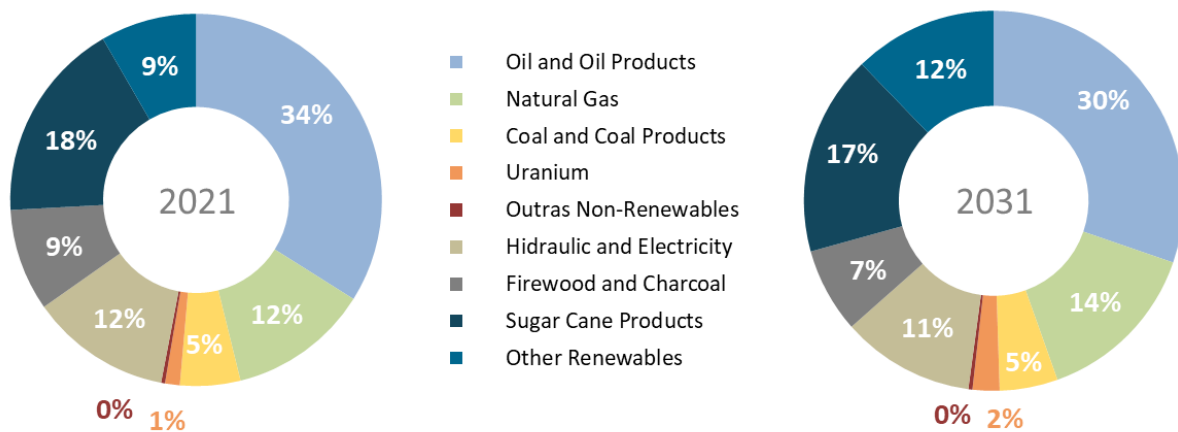 9%
34%
18%
2021
9%
12%
12%
5%
0%
1%
Oil and Oil Products
Natural Gas
Coal and Coal Products
Uranium
Outras Non-Renewables
Hidraulic and Electricity
Firewood and Charcoal
Sugar Cane Products
Other Renewables
12%
30%
17%
2031
7%
14%
11%
5%
0%
2%